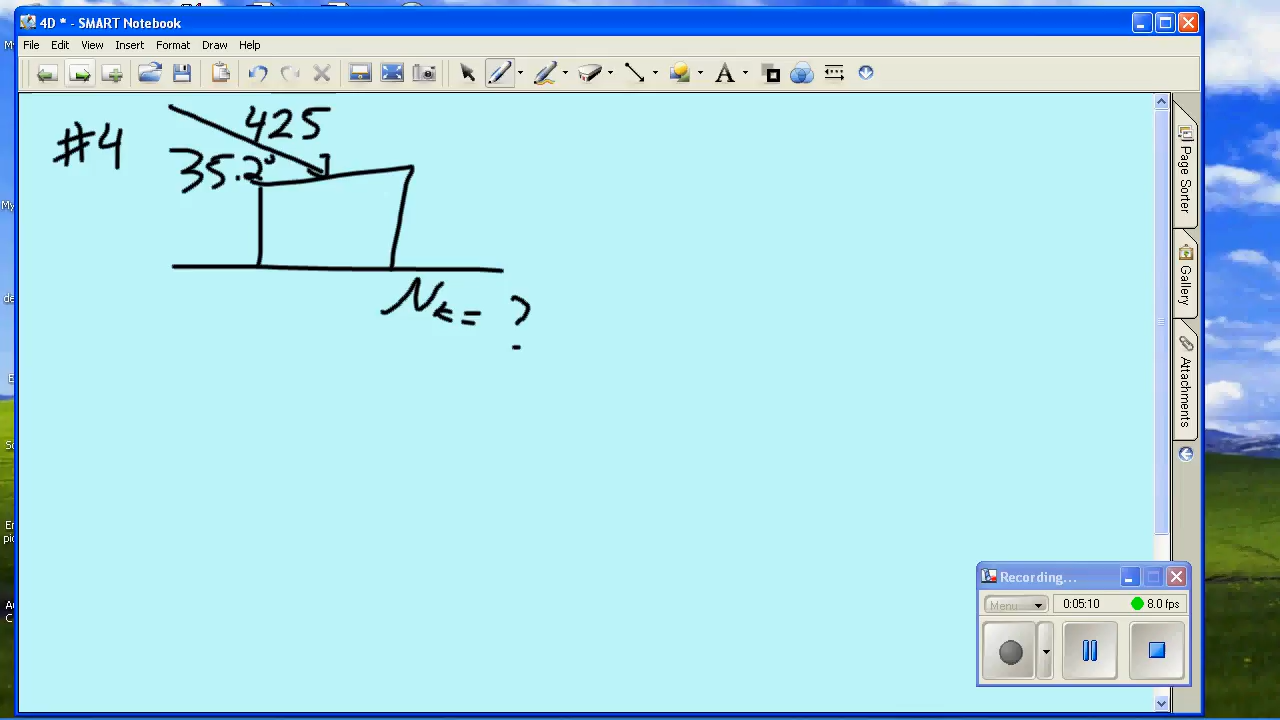 4D * - SMART Notebook
File Edit View Insert Format Draw Help
#4
425
35.2°
Nk = ?
Page Sorter
Gallery
Attachments
Recording...
Menu
0:05:10
8.0 fps